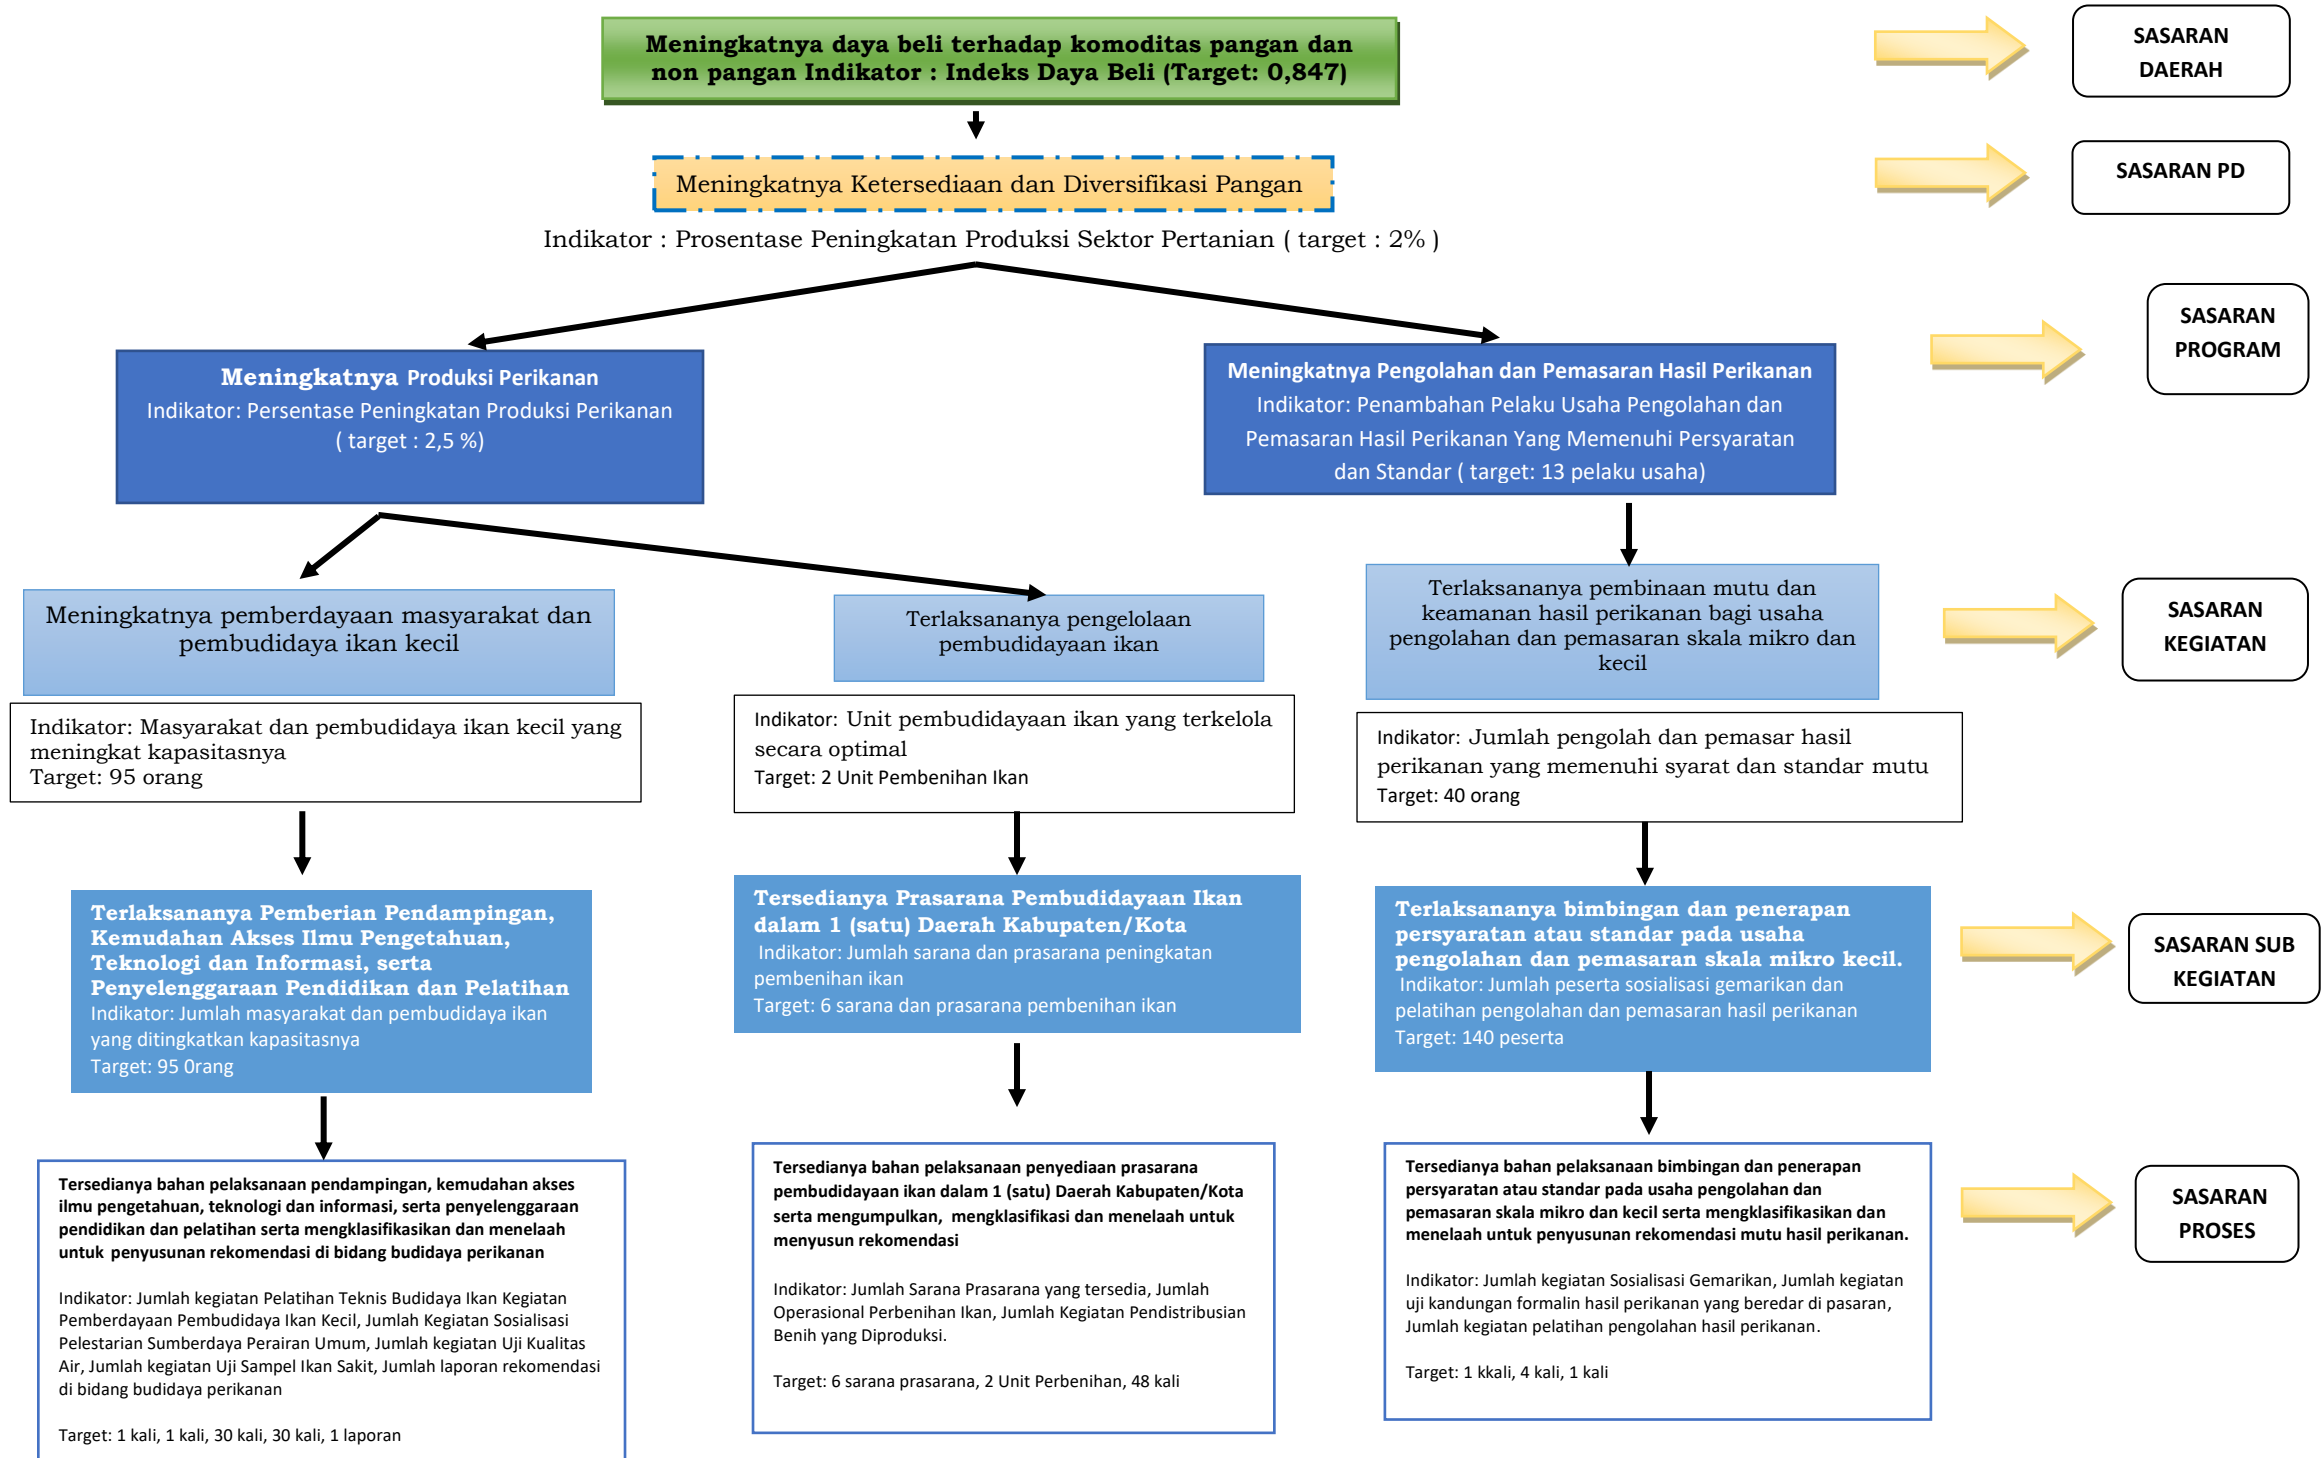 Meningkatnya daya beli terhadap komoditas pangan dan
non pangan Indikator : Indeks Daya Beli (Target: 0,847)
SASARAN
DAERAH
Meningkatnya Ketersediaan dan Diversifikasi Pangan
SASARAN PD
Indikator : Prosentase Peningkatan Produksi Sektor Pertanian ( target : 2% )
Meningkatnya Produksi Perikanan
Indikator: Persentase Peningkatan Produksi Perikanan
( target : 2,5 %)
Meningkatnya Pengolahan dan Pemasaran Hasil Perikanan
Indikator: Penambahan Pelaku Usaha Pengolahan dan
Pemasaran Hasil Perikanan Yang Memenuhi Persyaratan
dan Standar ( target: 13 pelaku usaha)
SASARAN
PROGRAM
Meningkatnya pemberdayaan masyarakat dan
pembudidaya ikan kecil
Terlaksananya pengelolaan
pembudidayaan ikan
Terlaksananya pembinaan mutu dan
keamanan hasil perikanan bagi usaha
pengolahan dan pemasaran skala mikro dan
kecil
SASARAN
KEGIATAN
Indikator: Masyarakat dan pembudidaya ikan kecil yang
meningkat kapasitasnya
Target: 95 orang
Indikator: Unit pembudidayaan ikan yang terkelola
secara optimal
Target: 2 Unit Pembenihan Ikan
Indikator: Jumlah pengolah dan pemasar hasil
perikanan yang memenuhi syarat dan standar mutu
Target: 40 orang
Terlaksananya Pemberian Pendampingan,
Kemudahan Akses Ilmu Pengetahuan,
Teknologi dan Informasi, serta
Penyelenggaraan Pendidikan dan Pelatihan
Indikator: Jumlah masyarakat dan pembudidaya ikan
yang ditingkatkan kapasitasnya
Target: 95 0rang
Tersedianya Prasarana Pembudidayaan Ikan
dalam 1 (satu) Daerah Kabupaten/Kota
Indikator: Jumlah sarana dan prasarana peningkatan
pembenihan ikan
Target: 6 sarana dan prasarana pembenihan ikan
Terlaksananya bimbingan dan penerapan
persyaratan atau standar pada usaha
pengolahan dan pemasaran skala mikro kecil.
Indikator: Jumlah peserta sosialisasi gemarikan dan
pelatihan pengolahan dan pemasaran hasil perikanan
Target: 140 peserta
SASARAN SUB
KEGIATAN
Tersedianya bahan pelaksanaan pendampingan, kemudahan akses
ilmu pengetahuan, teknologi dan informasi, serta penyelenggaraan
pendidikan dan pelatihan serta mengklasifikasikan dan menelaah
untuk penyusunan rekomendasi di bidang budidaya perikanan
Indikator: Jumlah kegiatan Pelatihan Teknis Budidaya Ikan Kegiatan
Pemberdayaan Pembudidaya Ikan Kecil, Jumlah Kegiatan Sosialisasi
Pelestarian Sumberdaya Perairan Umum, Jumlah kegiatan Uji Kualitas
Air, Jumlah kegiatan Uji Sampel Ikan Sakit, Jumlah laporan rekomendasi
di bidang budidaya perikanan
Target: 1 kali, 1 kali, 30 kali, 30 kali, 1 laporan
Tersedianya bahan pelaksanaan penyediaan prasarana
pembudidayaan ikan dalam 1 (satu) Daerah Kabupaten/Kota
serta mengumpulkan, mengklasifikasi dan menelaah untuk
menyusun rekomendasi
Indikator: Jumlah Sarana Prasarana yang tersedia, Jumlah
Operasional Perbenihan Ikan, Jumlah Kegiatan Pendistribusian
Benih yang Diproduksi.
Target: 6 sarana prasarana, 2 Unit Perbenihan, 48 kali
Tersedianya bahan pelaksanaan bimbingan dan penerapan
persyaratan atau standar pada usaha pengolahan dan
pemasaran skala mikro dan kecil serta mengklasifikasikan dan
menelaah untuk penyusunan rekomendasi mutu hasil perikanan.
Indikator: Jumlah kegiatan Sosialisasi Gemarikan, Jumlah kegiatan
uji kandungan formalin hasil perikanan yang beredar di pasaran,
Jumlah kegiatan pelatihan pengolahan hasil perikanan.
Target: 1 kkali, 4 kali, 1 kali
SASARAN
PROSES